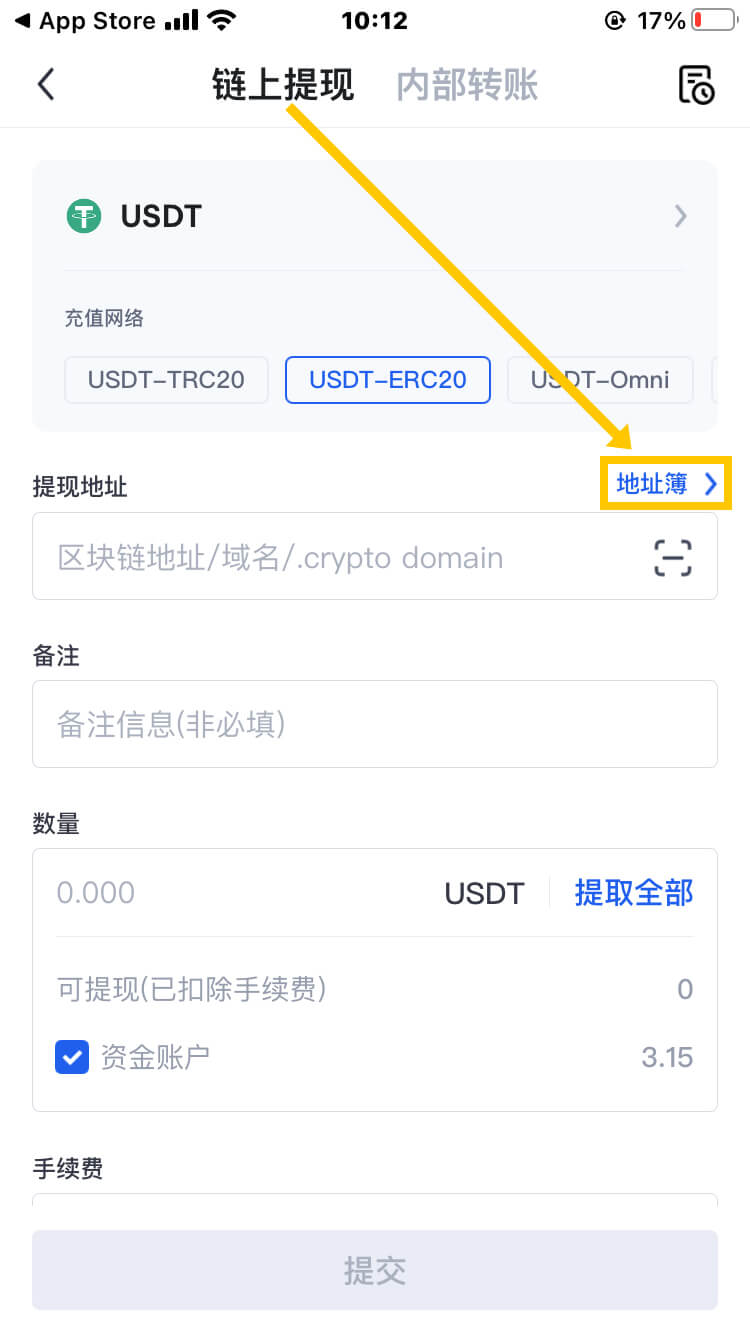 App Store 10:12 17%
链上提现 内部转账
USDT
充值网络
USDT-TRC20 USDT-ERC20 USDT-Omni
提现地址 地址簿
区块链地址/域名/.crypto domain
备注
备注信息(非必填)
数量
0.000 USDT 提取全部
可提现(已扣除手续费) 0
资金账户 3.15
手续费
提交